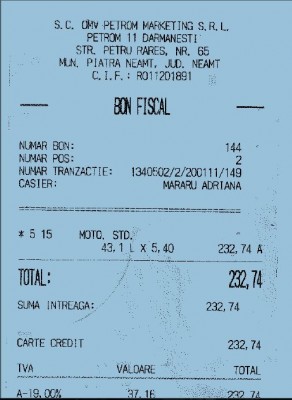 S.C. OMV PETROM MARKETING S.R.L.
PETROM 11 DARMANESTI
STR. PETRU RARES, NR. 65
MUN. PIATRA NEAMT, JUD. NEAMT
C.I.F.: RO11201891
BON FISCAL
NUMAR BON: 144
NUMAR POS: 2
NUMAR TRANZACTIE: 1340502/2/200111/149
CASIER: MARARU ADRIANA
* 5 15 MOTO. STD.
43,1 L X 5,40 232,74 A
TOTAL: 232,74
SUMA INTREAGA: 232,74
CARTE CREDIT 232,74
TVA VALOARE TOTAL
A-19.00% 37,16 232,74